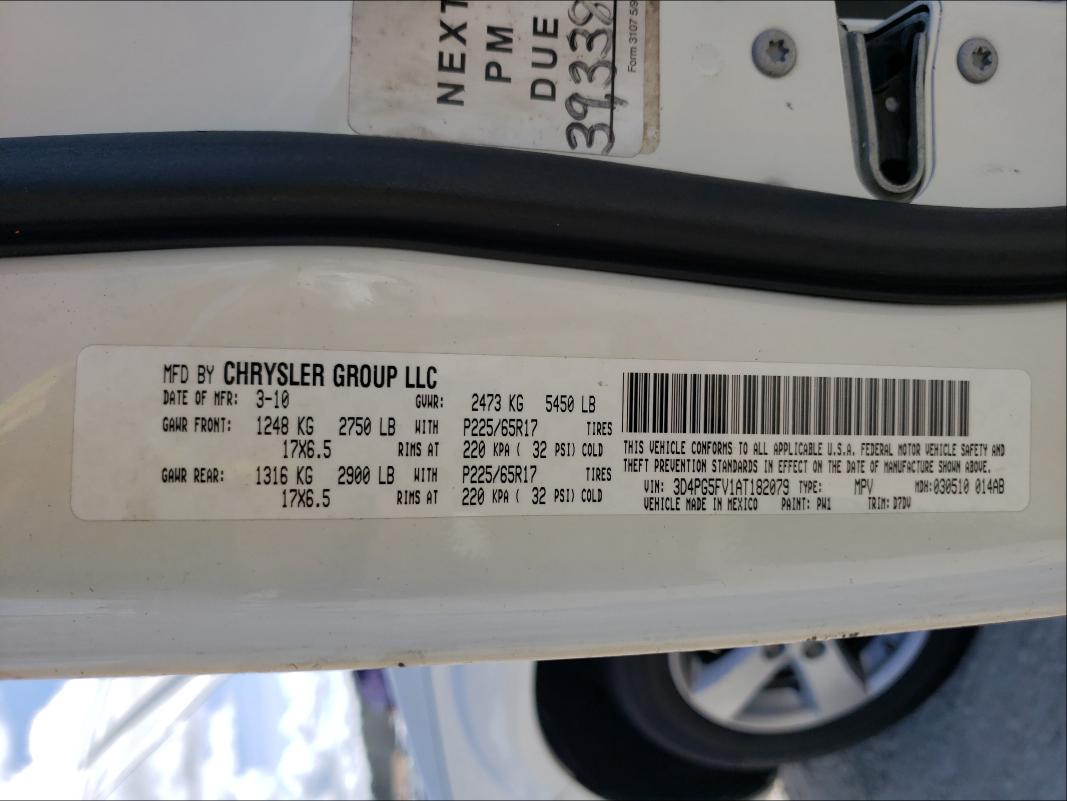 NEXT
PM
DUE
39338
Form 3107 5/9
MFD BY CHRYSLER GROUP LLC
DATE OF MFR: 3-10 GVWR: 2473 KG 5450 LB
GAWR FRONT: 1248 KG 2750 LB WITH P225/65R17 TIRES
17X6.5 RIMS AT 220 KPA ( 32 PSI) COLD
GAWR REAR: 1316 KG 2900 LB WITH P225/65R17 TIRES
17X6.5 RIMS AT 220 KPA ( 32 PSI) COLD
THIS VEHICLE CONFORMS TO ALL APPLICABLE U.S.A. FEDERAL MOTOR VEHICLE SAFETY AND
THEFT PREVENTION STANDARDS IN EFFECT ON THE DATE OF MANUFACTURE SHOWN ABOVE.
VIN: 3D4PG5FV1AT182079 TYPE: MPV MDH: 030510 014AB
VEHICLE MADE IN MEXICO PAINT: PW1 TRIM: D7DV